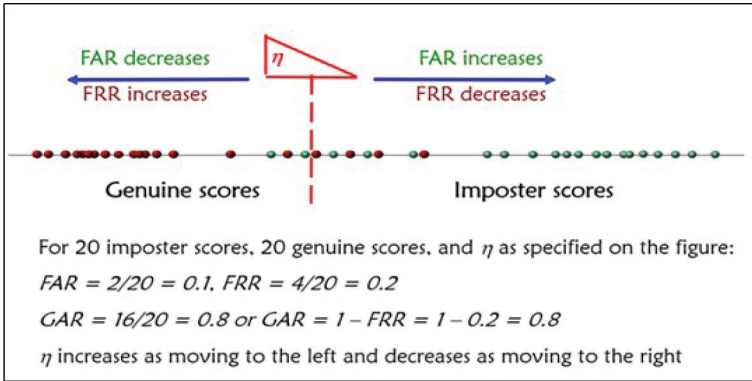 FAR decreases
η
FAR increases
FRR increases
FRR decreases
Genuine scores
Imposter scores
For 20 imposter scores, 20 genuine scores, and η as specified on the figure:
FAR = 2/20 = 0.1, FRR = 4/20 = 0.2
GAR = 16/20 = 0.8 or GAR = 1 – FRR = 1 – 0.2 = 0.8
η increases as moving to the left and decreases as moving to the right